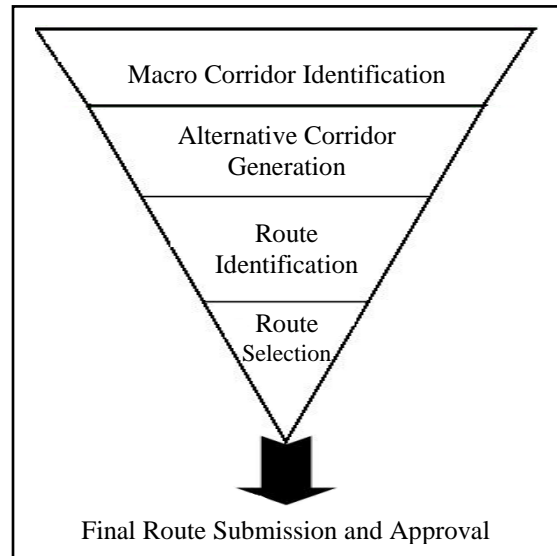 Macro Corridor Identification
Alternative Corridor
Generation
Route
Identification
Route
Selection
Final Route Submission and Approval